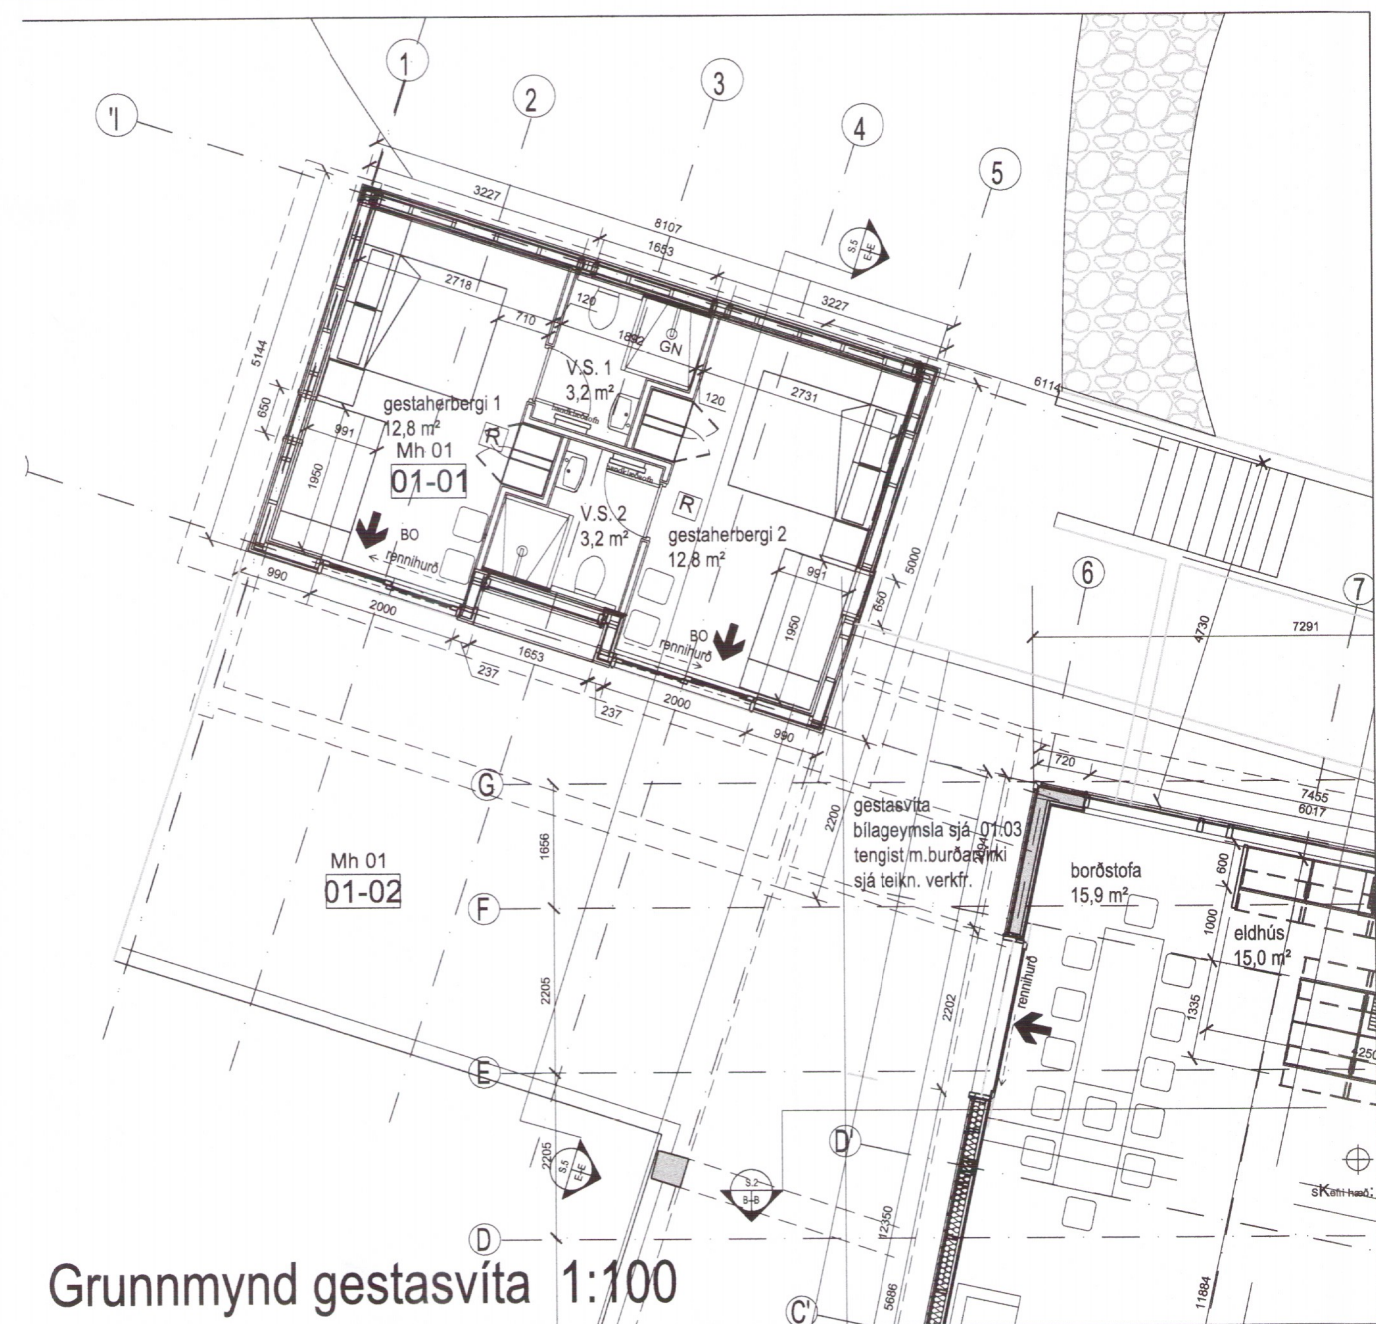 1
2
3
4
5
'I
3227
8107
1653
3227
S.5
E-E
2718
710
120
1892
GN
V.S. 1
3,2 m²
120
2731
5144
650
991
1950
gestaherbergi 1
12,8 m²
Mh 01
01-01
R
BO
rennihurð
V.S. 2
3,2 m²
R
gestaherbergi 2
12,8 m²
991
1950
BO
rennihurð
6114
5000
650
6
7
4730
7291
990
2000
237
1653
237
2000
990
G
1656
F
2205
E
2205
D
Mh 01
01-02
2200
gestasvíta
bílageymsla sjá 01:03
tengist m.burðarvirki
sjá teikn. verkfr.
720
7455
6017
borðstofa
15,9 m²
600
1000
eldhús
15,0 m²
1335
rennihurð
2202
D'
S.5
E-E
S.2
B-B
12350
5686
C'
11884
Grunnmynd gestasvíta 1:100